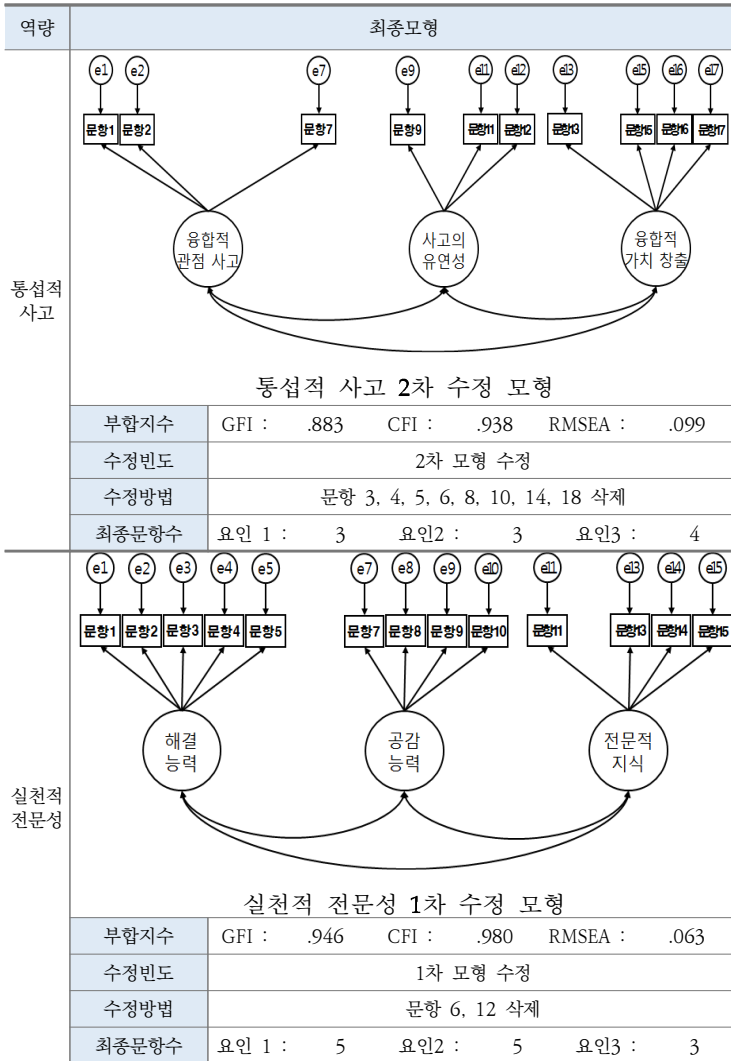 역량 최종모형
e1 e2 e7 e9 e11 e12 e13 e15 e16 e17
문항1 문항2 문항7 문항9 문항11 문항12 문항13 문항15 문항16 문항17
융합적 사고의 융합적
관점 사고 유연성 가치 창출
통섭적
사고
통섭적 사고 2차 수정 모형
부합지수 GFI : .883 CFI : .938 RMSEA : .099
수정빈도 2차 모형 수정
수정방법 문항 3, 4, 5, 6, 8, 10, 14, 18 삭제
최종문항수 요인 1 : 3 요인2 : 3 요인3 : 4
e1 e2 e3 e4 e5 e7 e8 e9 e10 e11 e13 e14 e15
문항1 문항2 문항3 문항4 문항5 문항7 문항8 문항9 문항10 문항11 문항13 문항14 문항15
해결 공감 전문적
능력 능력 지식
실천적
전문성
실천적 전문성 1차 수정 모형
부합지수 GFI : .946 CFI : .980 RMSEA : .063
수정빈도 1차 모형 수정
수정방법 문항 6, 12 삭제
최종문항수 요인 1 : 5 요인2 : 5 요인3 : 3